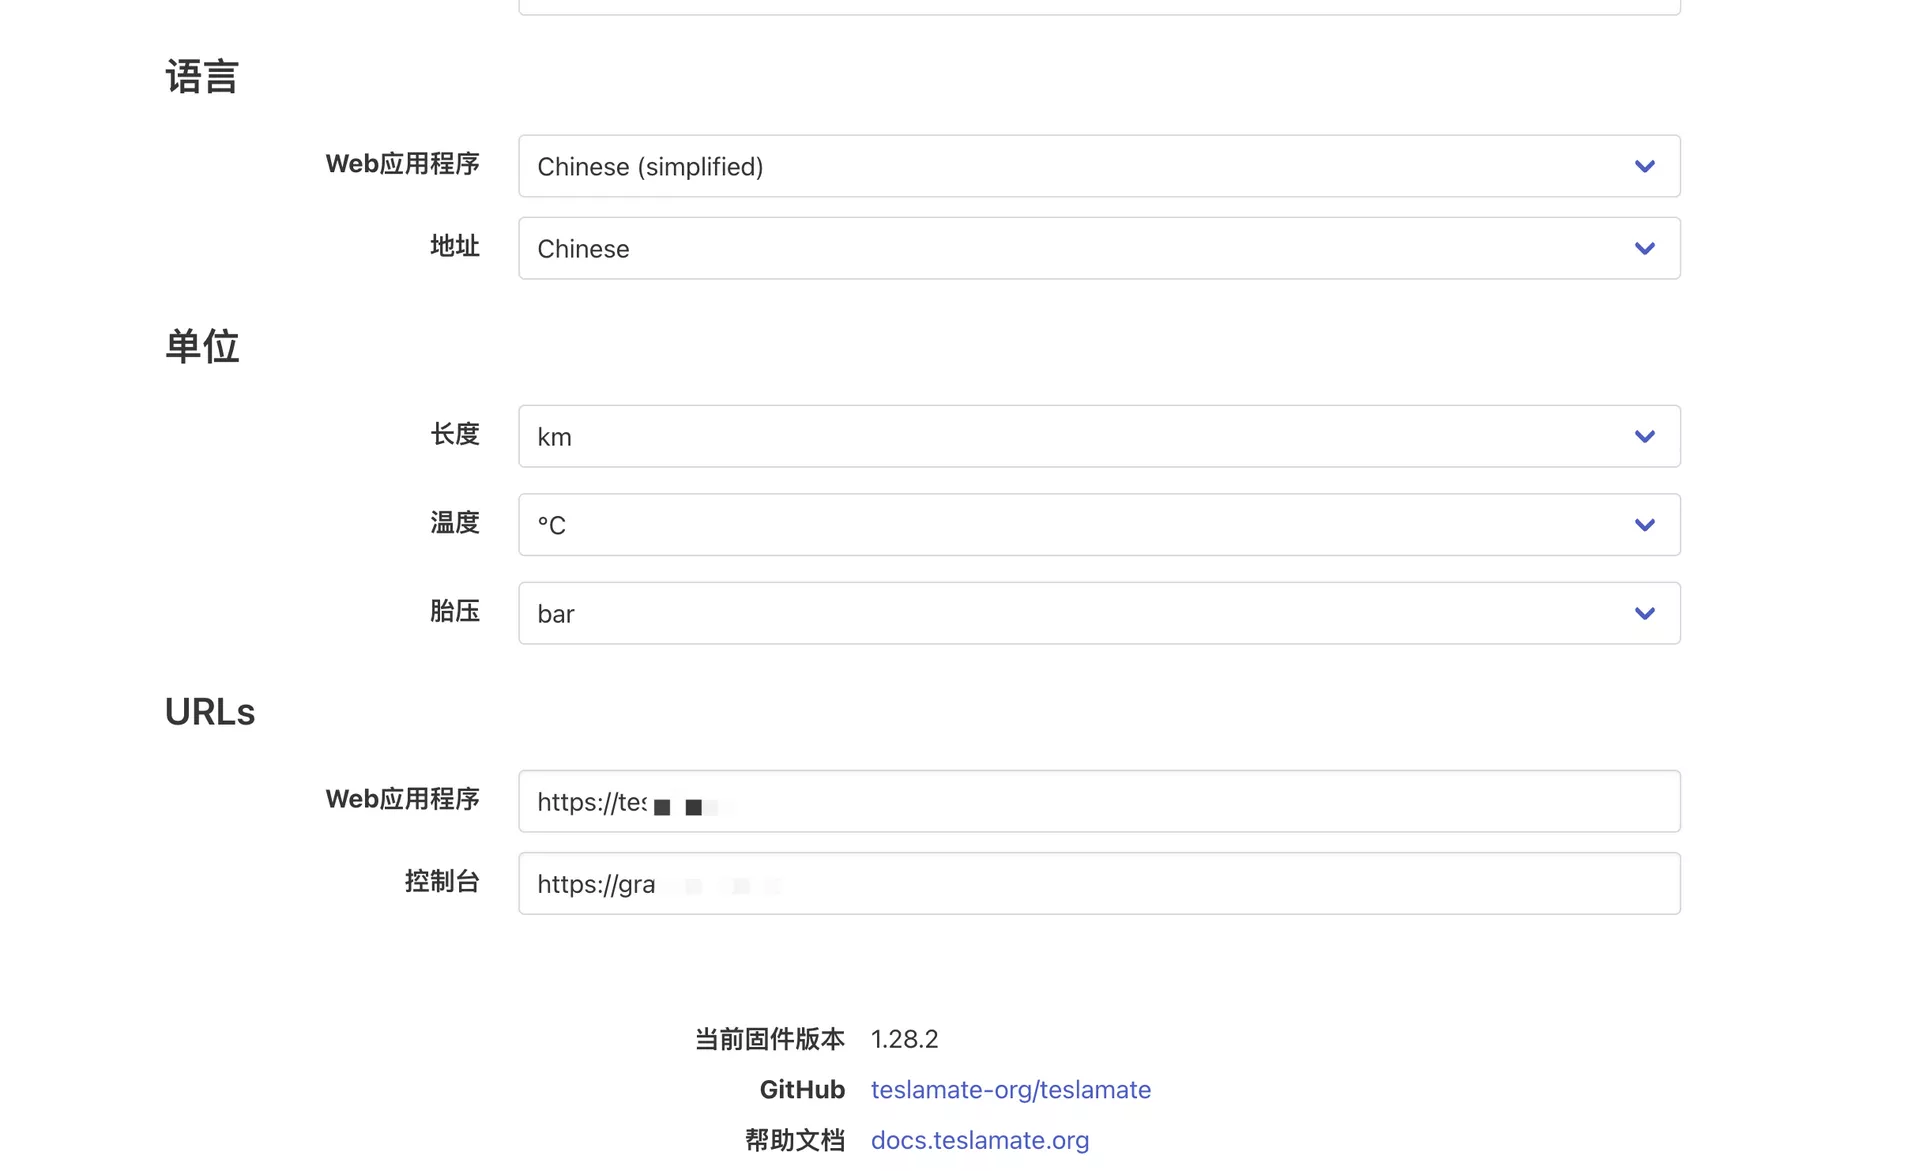 语言
Web应用程序 Chinese (simplified)
地址 Chinese
单位
长度 km
温度 °C
胎压 bar
URLs
Web应用程序 https://tes
控制台 https://gra
当前固件版本 1.28.2
GitHub teslamate-org/teslamate
帮助文档 docs.teslamate.org